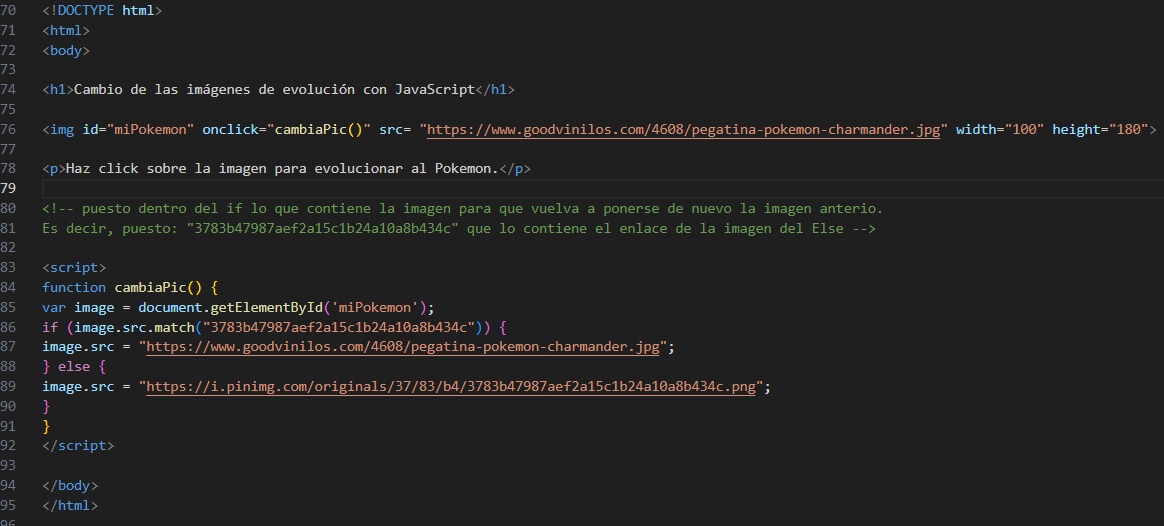 70 <!DOCTYPE html>
71 <html>
72 <body>
73
74 <h1>Cambio de las imágenes de evolución con JavaScript</h1>
75
76 <img id="miPokemon" onclick="cambiaPic()" src= "https://www.goodvinilos.com/4608/pegatina-pokemon-charmander.jpg" width="100" height="180">
77
78 <p>Haz click sobre la imagen para evolucionar al Pokemon.</p>
79
80 <!-- puesto dentro del if lo que contiene la imagen para que vuelva a ponerse de nuevo la imagen anterio.
81 Es decir, puesto: "3783b47987aef2a15c1b24a10a8b434c" que lo contiene el enlace de la imagen del Else -->
82
83 <script>
84 function cambiaPic() {
85 var image = document.getElementById('miPokemon');
86 if (image.src.match("3783b47987aef2a15c1b24a10a8b434c")) {
87 image.src = "https://www.goodvinilos.com/4608/pegatina-pokemon-charmander.jpg";
88 } else {
89 image.src = "https://i.pinimg.com/originals/37/83/b4/3783b47987aef2a15c1b24a10a8b434c.png";
90 }
91 }
92 </script>
93
94 </body>
95 </html>
96